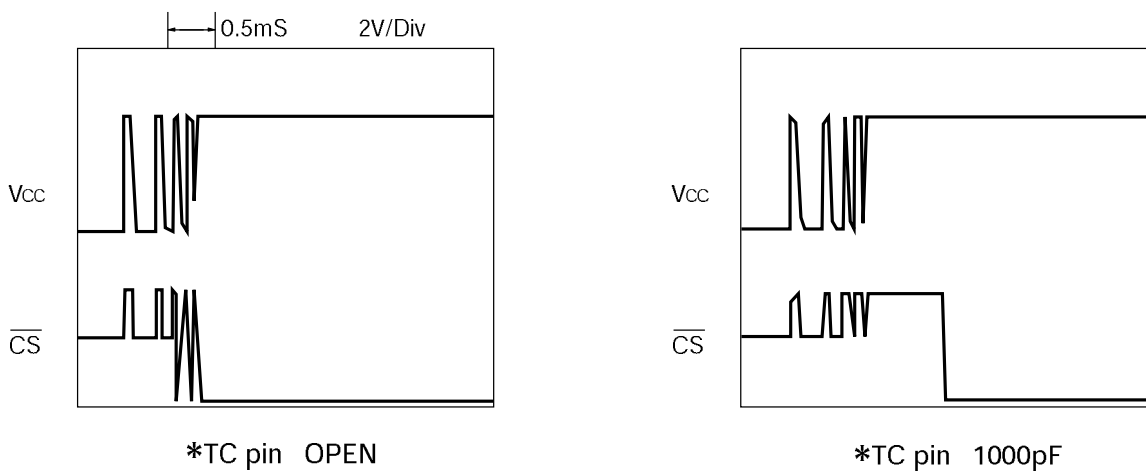 0.5mS 2V/Div
VCC
CS
*TC pin OPEN
VCC
CS
*TC pin 1000pF